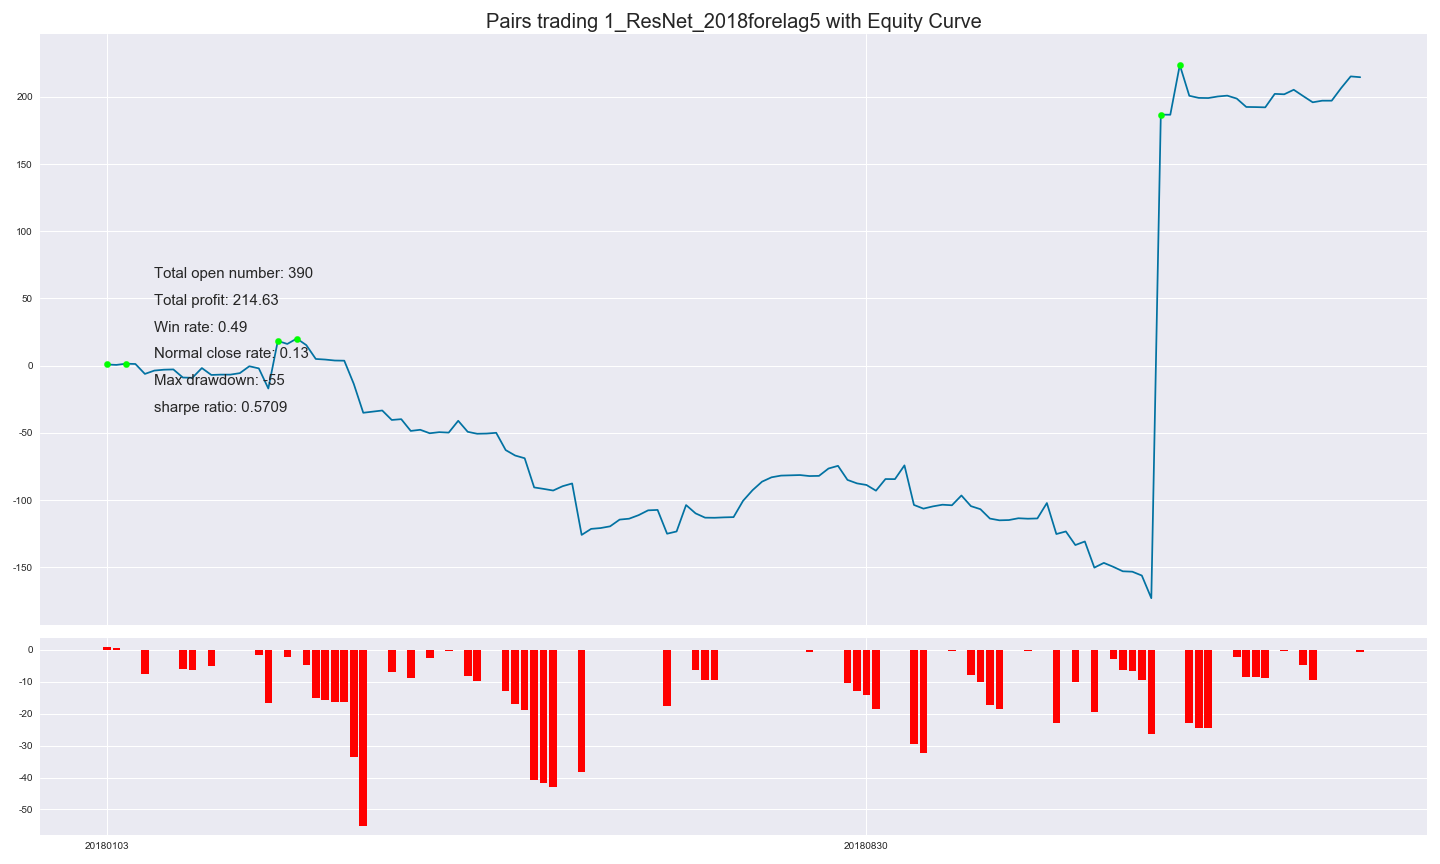 Pairs trading 1_ResNet_2018forelag5 with Equity Curve
200
150
100
50
0
-50
-100
-150
Total open number: 390
Total profit: 214.63
Win rate: 0.49
Normal close rate: 0.13
Max drawdown: -55
sharpe ratio: 0.5709
0
-10
-20
-30
-40
-50
20180103
20180830